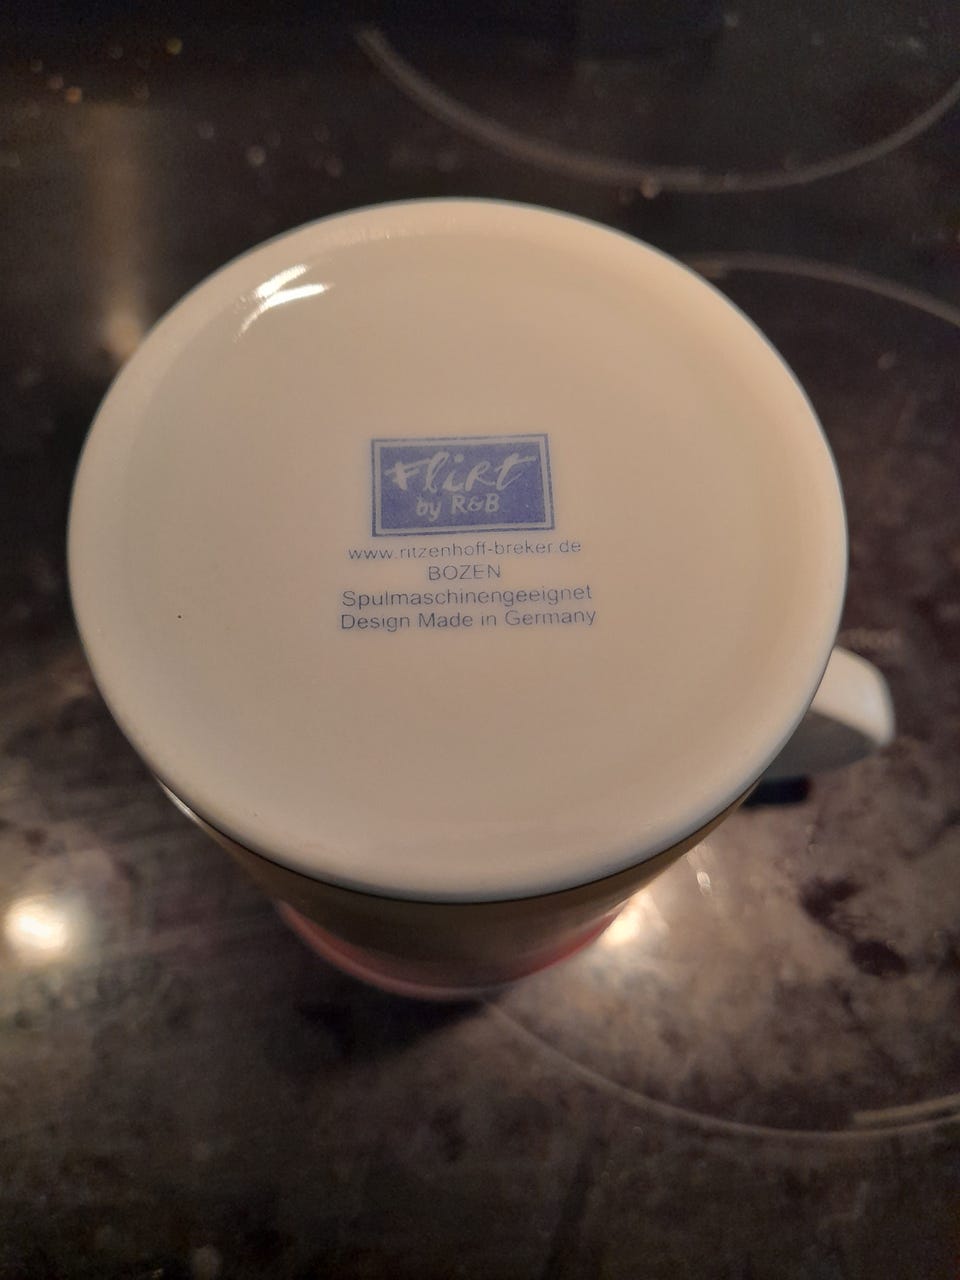 Flirt
by R&B
www.ritzenhoff-breker.de
BOZEN
Spulmaschinengeeignet
Design Made in Germany